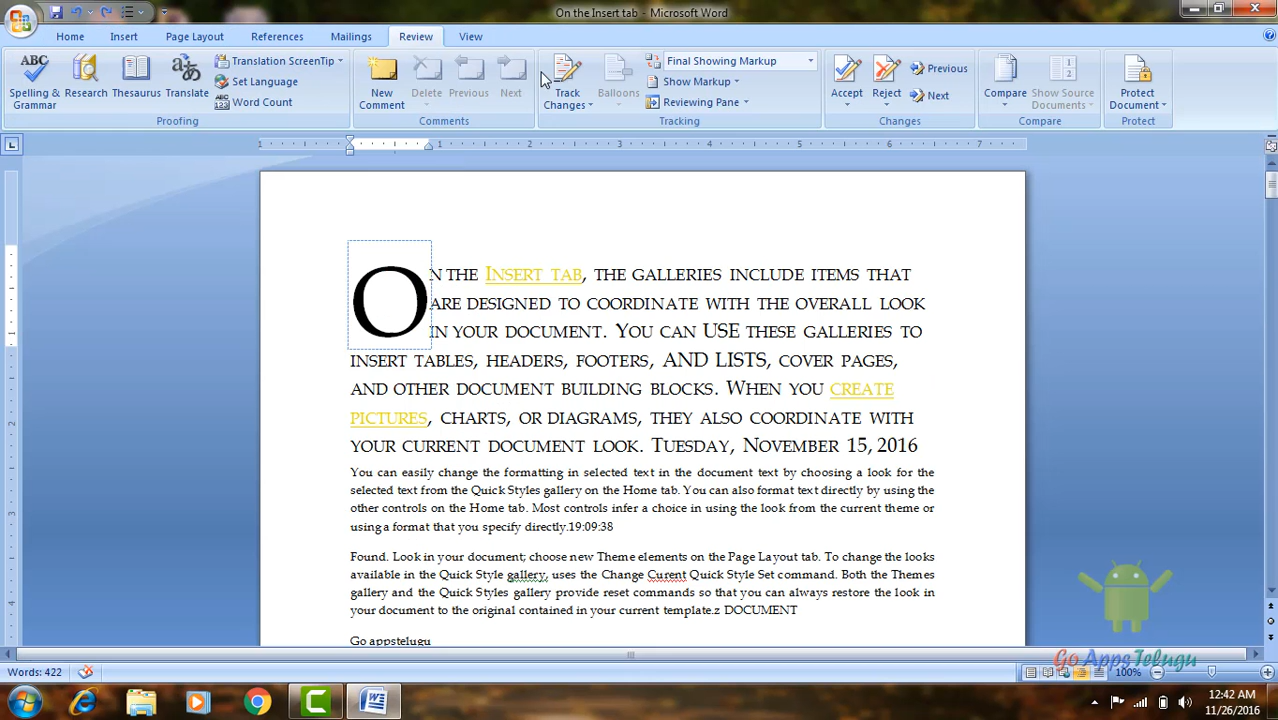 On the Insert tab - Microsoft Word
Home Insert Page Layout References Mailings Review View
ABC
Spelling & Grammar
Research
Thesaurus
Translate
Translation ScreenTip
Set Language
ABC 123 Word Count
Proofing
New Comment
Delete
Previous
Next
Comments
Track Changes
Balloons
Final Showing Markup
Show Markup
Reviewing Pane
Tracking
Accept
Reject
Previous
Next
Changes
Compare
Show Source Documents
Compare
Protect Document
Protect
1 1 2 3 4 5 6 7
ON THE INSERT TAB, THE GALLERIES INCLUDE ITEMS THAT
ARE DESIGNED TO COORDINATE WITH THE OVERALL LOOK
IN YOUR DOCUMENT. YOU CAN USE THESE GALLERIES TO
INSERT TABLES, HEADERS, FOOTERS, AND LISTS, COVER PAGES,
AND OTHER DOCUMENT BUILDING BLOCKS. WHEN YOU CREATE
PICTURES, CHARTS, OR DIAGRAMS, THEY ALSO COORDINATE WITH
YOUR CURRENT DOCUMENT LOOK. TUESDAY, NOVEMBER 15, 2016
You can easily change the formatting in selected text in the document text by choosing a look for the
selected text from the Quick Styles gallery on the Home tab. You can also format text directly by using the
other controls on the Home tab. Most controls infer a choice in using the look from the current theme or
using a format that you specify directly.19:09:38
Found. Look in your document; choose new Theme elements on the Page Layout tab. To change the looks
available in the Quick Style gallery, uses the Change Curent Quick Style Set command. Both the Themes
gallery and the Quick Styles gallery provide reset commands so that you can always restore the look in
your document to the original contained in your current template.z DOCUMENT
Go appstelugu
Go AppsTelugu
Words: 422
100%
12:42 AM
11/26/2016